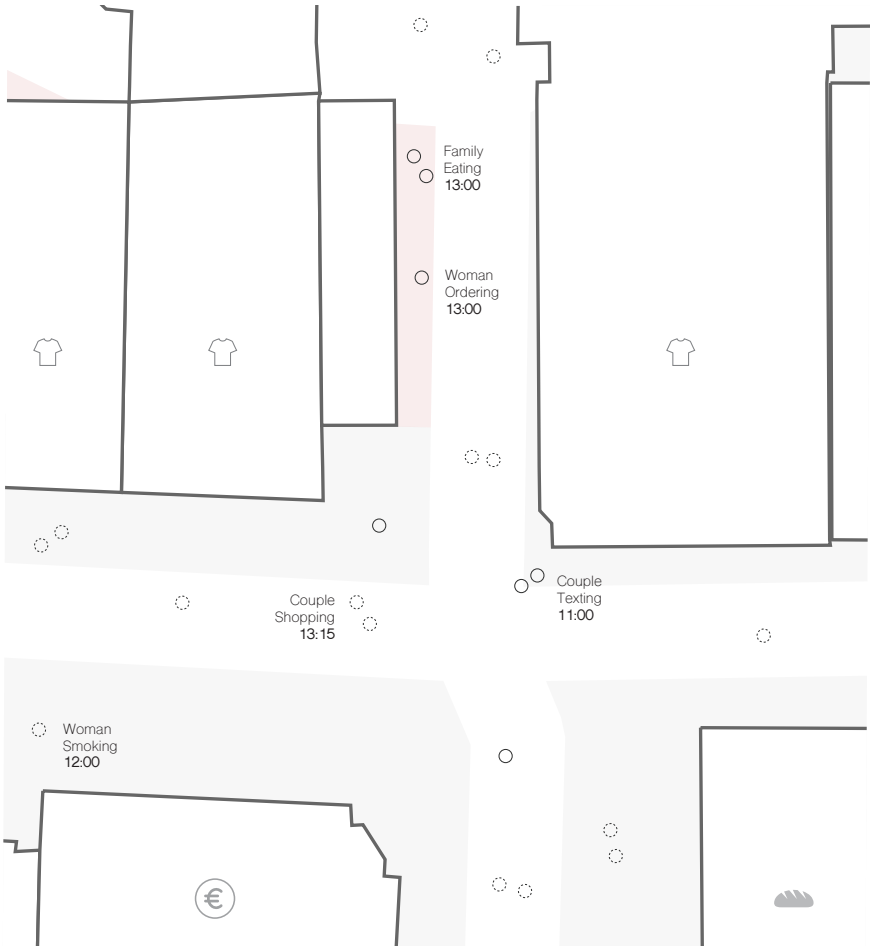 Family
Eating
13:00
Woman
Ordering
13:00
Couple
Texting
11:00
Couple
Shopping
13:15
Woman
Smoking
12:00
€